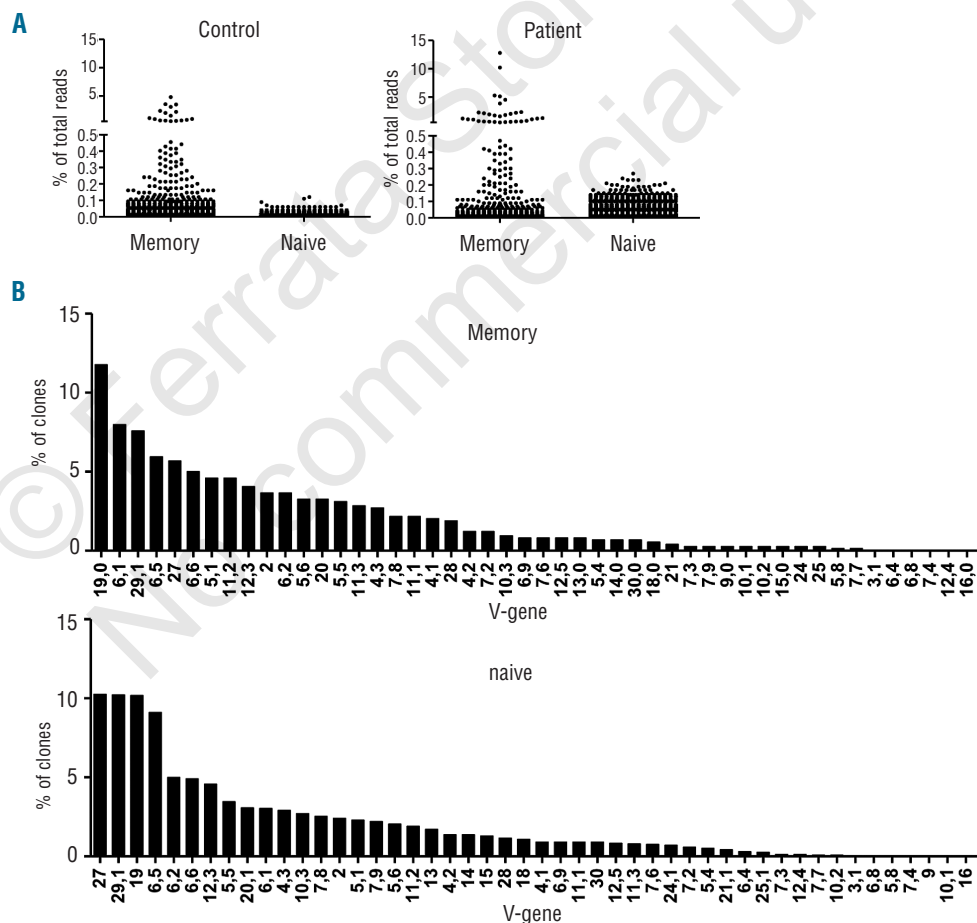 A
Control
Patient
% of total reads
15
10
5
0.5
0.4
0.3
0.2
0.1
0.0
Memory
Naive
% of total reads
15
10
5
0.5
0.4
0.3
0.2
0.1
0.0
Memory
Naive
B
Memory
% of clones
15
10
5
0
19,0 6,1 29,1 6,5 27 6,6 5,1 11,2 12,3 2 6,2 5,6 20 5,5 11,3 4,3 7,8 11,1 4,1 28 4,2 7,2 10,3 6,9 7,6 12,5 13,0 5,4 14,0 30,0 18,0 21 7,3 7,9 9,0 10,1 10,2 15,0 24 25 5,8 7,7 3,1 6,4 6,8 7,4 12,4 16,0
V-gene
naive
% of clones
15
10
5
0
27 29,1 19 6,5 6,2 6,6 12,3 5,5 20,1 6,1 4,3 10,3 7,8 2 5,1 7,9 5,6 11,2 13 4,2 14 15 28 18 4,1 6,9 11,1 30 12,5 11,3 7,6 24,1 7,2 5,4 21,1 6,4 25,1 7,3 12,4 7,7 10,2 3,1 6,8 5,8 7,4 9 10,1 16
V-gene
© Ferrata Sto
commercial u